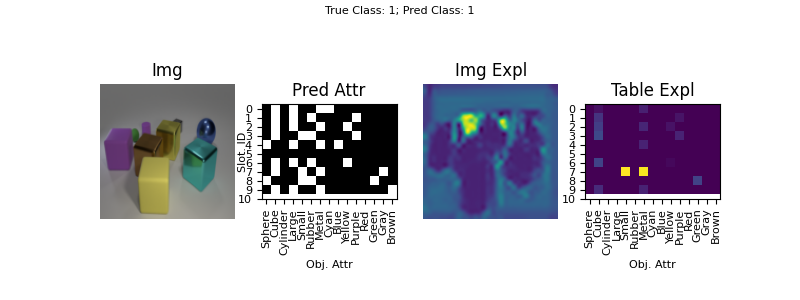 True Class: 1; Pred Class: 1
Img
Pred Attr
Img Expl
Table Expl
Slot. ID
0
1
2
3
4
5
6
7
8
9
10
Sphere
Cube
Cylinder
Large
Small
Rubber
Metal
Cyan
Blue
Yellow
Purple
Red
Green
Gray
Brown
Obj. Attr
0
1
2
3
4
5
6
7
8
9
10
Sphere
Cube
Cylinder
Large
Small
Rubber
Metal
Cyan
Blue
Yellow
Purple
Red
Green
Gray
Brown
Obj. Attr